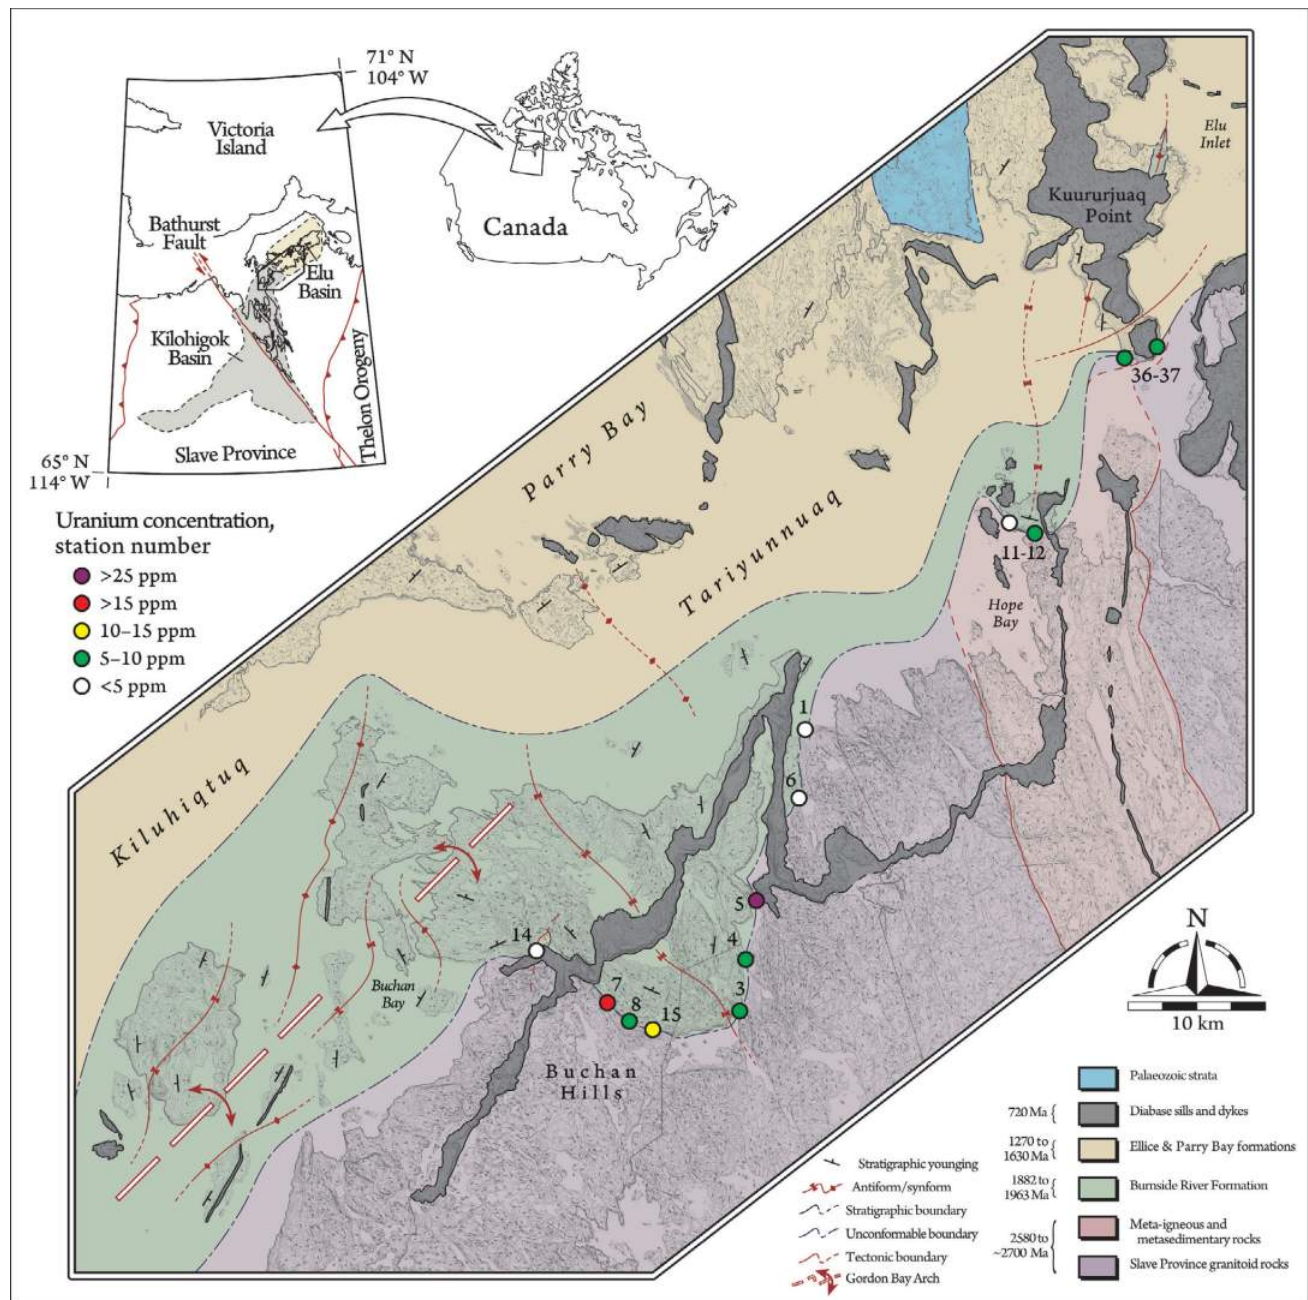 71° N
104° W
Victoria
Island
Bathurst
Fault
Elu
Basin
Kilohigok
Basin
Thelon Orogeny
Slave Province
65° N
114° W
Canada
Uranium concentration,
station number
>25 ppm
>15 ppm
10–15 ppm
5–10 ppm
<5 ppm
Elu
Inlet
Kuururjuaq
Point
36-37
Parry Bay
Tariyunnuaq
11-12
Hope
Bay
Kiluhiqtuq
1
6
5
4
3
14
7
8
15
Buchan
Bay
Buchan
Hills
N
10 km
Stratigraphic younging
Antiform/synform
Stratigraphic boundary
Unconformable boundary
Tectonic boundary
Gordon Bay Arch
Palaeozoic strata
720 Ma { Diabase sills and dykes
1270 to
1630 Ma { Ellice & Parry Bay formations
1882 to
1963 Ma { Burnside River Formation
2580 to
~2700 Ma {
Meta-igneous and
metasedimentary rocks
Slave Province granitoid rocks